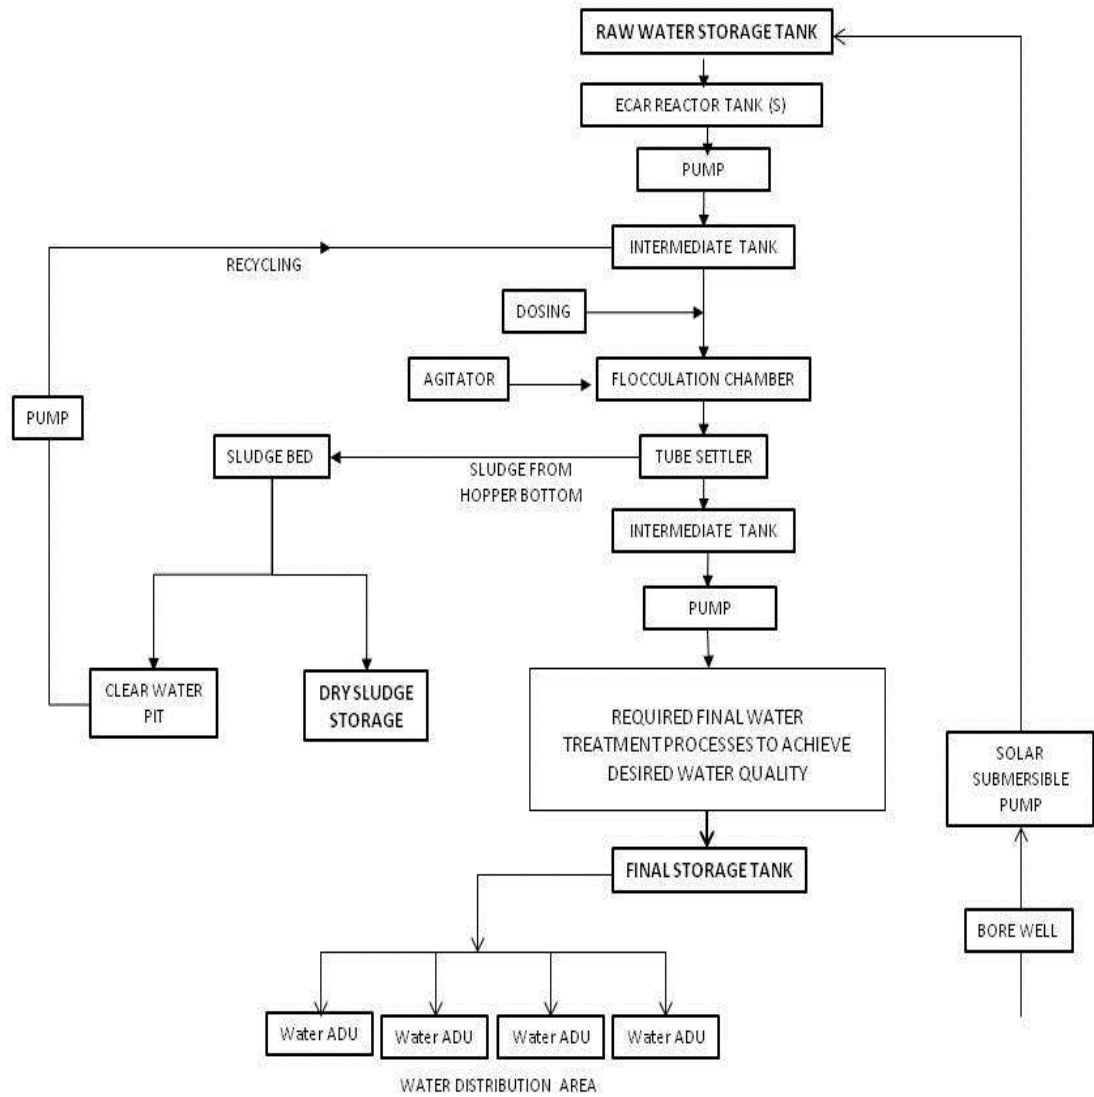 RAW WATER STORAGE TANK
ECAR REACTOR TANK (S)
PUMP
INTERMEDIATE TANK
RECYCLING
DOSING
AGITATOR
FLOCCULATION CHAMBER
PUMP
SLUDGE BED
TUBE SETTLER
SLUDGE FROM
HOPPER BOTTOM
INTERMEDIATE TANK
PUMP
CLEAR WATER
PIT
DRY SLUDGE
STORAGE
REQUIRED FINAL WATER
TREATMENT PROCESSES TO ACHIEVE
DESIRED WATER QUALITY
SOLAR
SUBMERSIBLE
PUMP
FINAL STORAGE TANK
BORE WELL
Water ADU
Water ADU
Water ADU
Water ADU
WATER DISTRIBUTION AREA